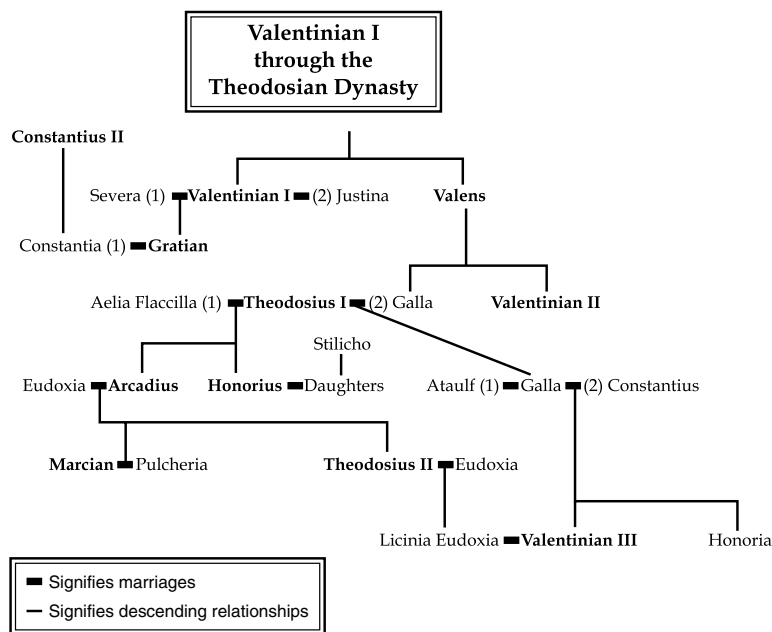 Valentinian I
through the
Theodosian Dynasty
Constantius II
Severa (1) Valentinian I (2) Justina Valens
Constantia (1) Gratian
Aelia Flaccilla (1) Theodosius I (2) Galla Valentinian II
Stilicho
Eudoxia Arcadius Honorius Daughters Ataulf (1) Galla (2) Constantius
Marcian Pulcheria Theodosius II Eudoxia
Licinia Eudoxia Valentinian III Honoria
Signifies marriages
Signifies descending relationships